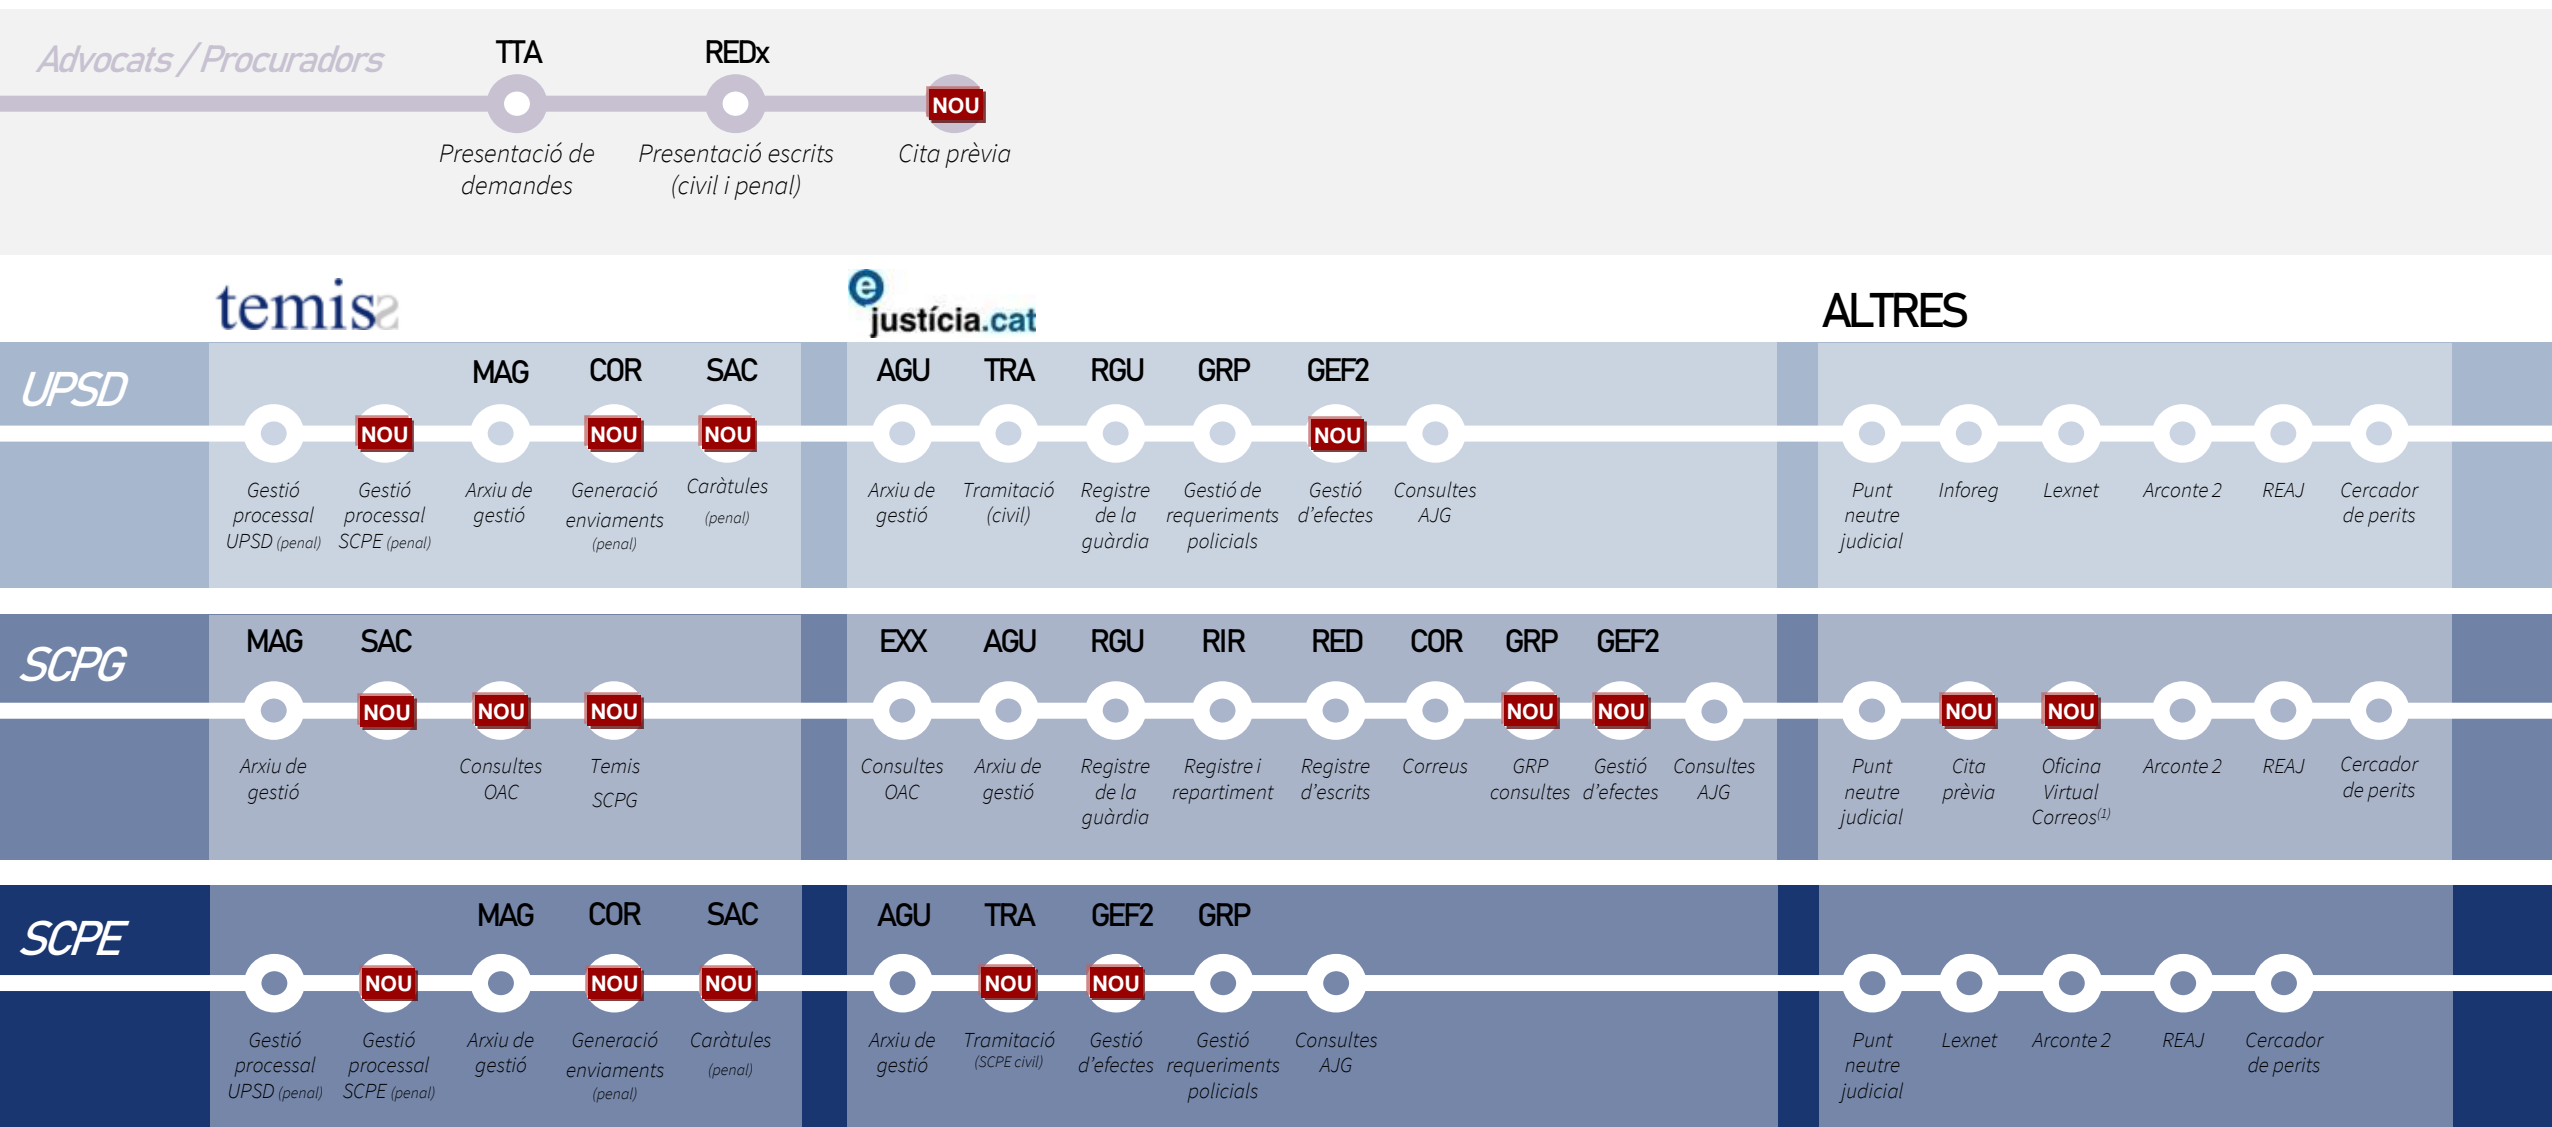 Advocats / Procuradors
TTA
REDx
NOU
Presentació de
demandes
Presentació escrits
(civil i penal)
Cita prèvia
temis
e
justícia.cat
ALTRES
UPSD
MAG
COR
SAC
AGU
TRA
RGU
GRP
GEF2
NOU
NOU
NOU
NOU
Gestió
processal
UPSD (penal)
Gestió
processal
SCPE (penal)
Arxiu de
gestió
Generació
enviaments
(penal)
Caràtules
(penal)
Arxiu de
gestió
Tramitació
(civil)
Registre
de la
guàrdia
Gestió de
requeriments
policials
Gestió
d'efectes
Consultes
AJG
Punt
neutre
judicial
Inforeg
Lexnet
Arconte 2
REAJ
Cercador
de perits
SCPG
MAG
SAC
EXX
AGU
RGU
RIR
RED
COR
GRP
GEF2
NOU
NOU
NOU
NOU
NOU
NOU
NOU
Arxiu de
gestió
Consultes
OAC
Temis
SCPG
Consultes
OAC
Arxiu de
gestió
Registre
de la
guàrdia
Registre i
repartiment
Registre
d'escrits
Correus
GRP
consultes
Gestió
d'efectes
Consultes
AJG
Punt
neutre
judicial
Cita
prèvia
Oficina
Virtual
Correos(1)
Arconte 2
REAJ
Cercador
de perits
SCPE
MAG
COR
SAC
AGU
TRA
GEF2
GRP
NOU
NOU
NOU
NOU
NOU
Gestió
processal
UPSD (penal)
Gestió
processal
SCPE (penal)
Arxiu de
gestió
Generació
enviaments
(penal)
Caràtules
(penal)
Arxiu de
gestió
Tramitació
(SCPE civil)
Gestió
d'efectes
Gestió
requeriments
policials
Consultes
AJG
Punt
neutre
judicial
Lexnet
Arconte 2
REAJ
Cercador
de perits